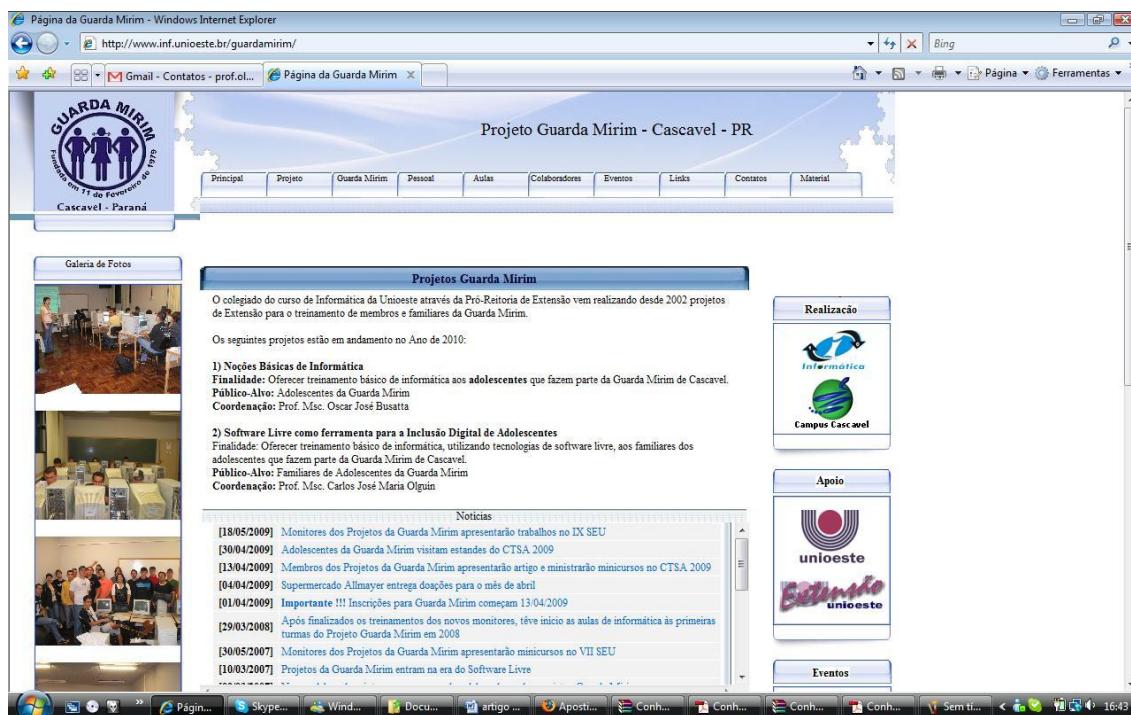 Página da Guarda Mirim - Windows Internet Explorer
http://www.inf.unioeste.br/guardamirim/
Bing
Gmail - Contatos - prof.ol...
Página da Guarda Mirim
Página
Ferramentas
GUARDA MIRIM
Fundada em 11 de Fevereiro de 1979
Cascavel - Paraná
Projeto Guarda Mirim - Cascavel - PR
Principal
Projeto
Guarda Mirim
Pessoal
Aulas
Colaboradores
Eventos
Links
Contatos
Material
Galeria de Fotos
Projetos Guarda Mirim
O colegiado do curso de Informática da Unioeste através da Pró-Reitoria de Extensão vem realizando desde 2002 projetos
de Extensão para o treinamento de membros e familiares da Guarda Mirim.
Os seguintes projetos estão em andamento no Ano de 2010:
1) Noções Básicas de Informática
Finalidade: Oferecer treinamento básico de informática aos adolescentes que fazem parte da Guarda Mirim de Cascavel.
Público-Alvo: Adolescentes da Guarda Mirim
Coordenação: Prof. Msc. Oscar José Busatta
2) Software Livre como ferramenta para a Inclusão Digital de Adolescentes
Finalidade: Oferecer treinamento básico de informática, utilizando tecnologias de software livre, aos familiares dos
adolescentes que fazem parte da Guarda Mirim de Cascavel.
Público-Alvo: Familiares de Adolescentes da Guarda Mirim
Coordenação: Prof. Msc. Carlos José Maria Olguin
Noticias
[18/05/2009] Monitores dos Projetos da Guarda Mirim apresentarão trabalhos no IX SEU
[30/04/2009] Adolescentes da Guarda Mirim visitam estandes do CTSA 2009
[13/04/2009] Membros dos Projetos da Guarda Mirim apresentarão artigo e ministrarão minicursos no CTSA 2009
[04/04/2009] Supermercado Allmayer entrega doações para o mês de abril
[01/04/2009] Importante !!! Inscrições para Guarda Mirim começam 13/04/2009
[29/03/2008] Após finalizados os treinamentos dos novos monitores, têve inicio as aulas de informática às primeiras
turmas do Projeto Guarda Mirim em 2008
[30/05/2007] Monitores dos Projetos da Guarda Mirim apresentarão minicursos no VII SEU
[10/03/2007] Projetos da Guarda Mirim entram na era do Software Livre
Realização
Informática
Campus Cascavel
Apoio
unioeste
Extensão
unioeste
Eventos
Págin...
Skype...
Wind...
Docu...
artigo ...
Aposti...
Conh...
Conh...
Conh...
Conh...
Sem tí...
16:43